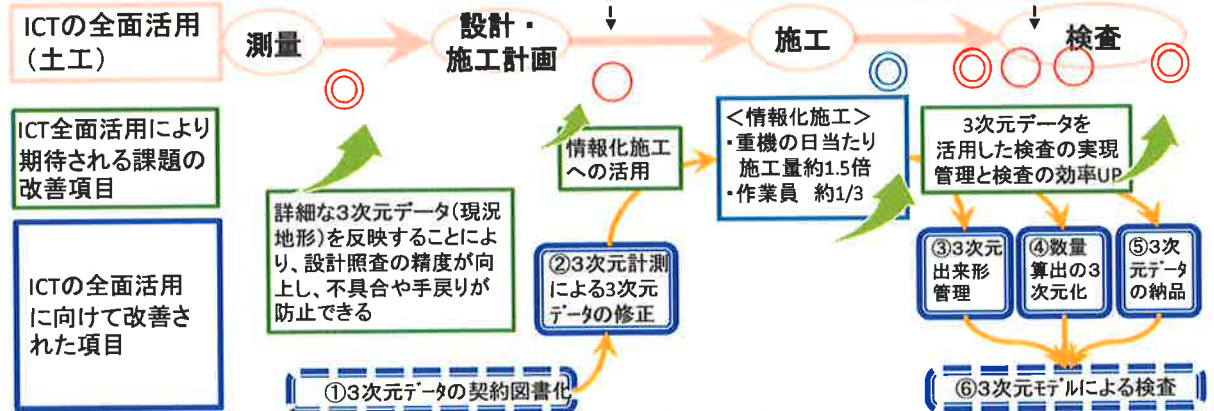 ICTの全面活用
(土工)
測量
設計・
施工計画
施工
検査
ICT全面活用により
期待される課題の
改善項目
詳細な３次元データ(現況
地形)を反映することによ
り、設計照査の精度が向
上し、不具合や手戻りが
防止できる
情報化施工
への活用
＜情報化施工＞
・重機の日当たり
施工量約1.5倍
・作業員　約1/3
3次元データを
活用した検査の実現
管理と検査の効率UP
ICTの全面活用
に向けて改善さ
れた項目
①3次元データの契約図書化
②３次元計測
による3次元
データの修正
③３次元
出来形
管理
④数量
算出の３
次元化
⑤３次
元データ
の納品
⑥３次元モデルによる検査